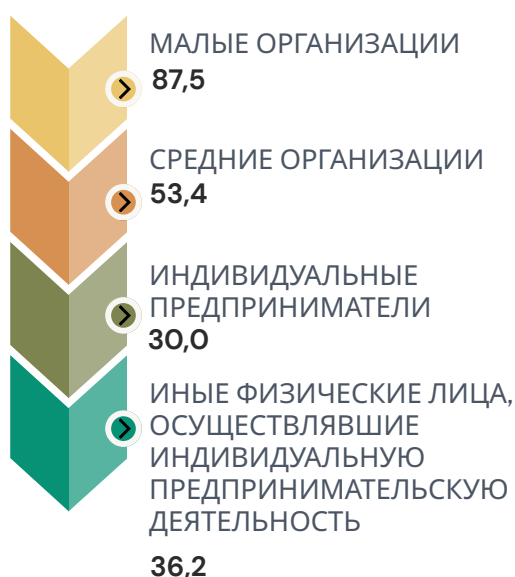 МАЛЫЕ ОРГАНИЗАЦИИ
87,5
СРЕДНИЕ ОРГАНИЗАЦИИ
53,4
ИНДИВИДУАЛЬНЫЕ
ПРЕДПРИНИМАТЕЛИ
30,0
ИНЫЕ ФИЗИЧЕСКИЕ ЛИЦА,
ОСУЩЕСТВЛЯВШИЕ
ИНДИВИДУАЛЬНУЮ
ПРЕДПРИНИМАТЕЛЬСКУЮ
ДЕЯТЕЛЬНОСТЬ
36,2